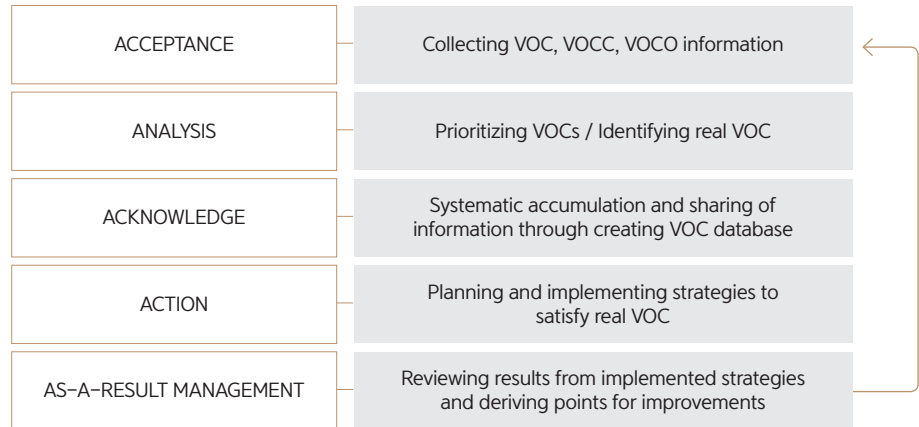 ACCEPTANCE
Collecting VOC, VOCC, VOCO information
ANALYSIS
Prioritizing VOCs / Identifying real VOC
ACKNOWLEDGE
Systematic accumulation and sharing of
information through creating VOC database
ACTION
Planning and implementing strategies to
satisfy real VOC
AS-A-RESULT MANAGEMENT
Reviewing results from implemented strategies
and deriving points for improvements